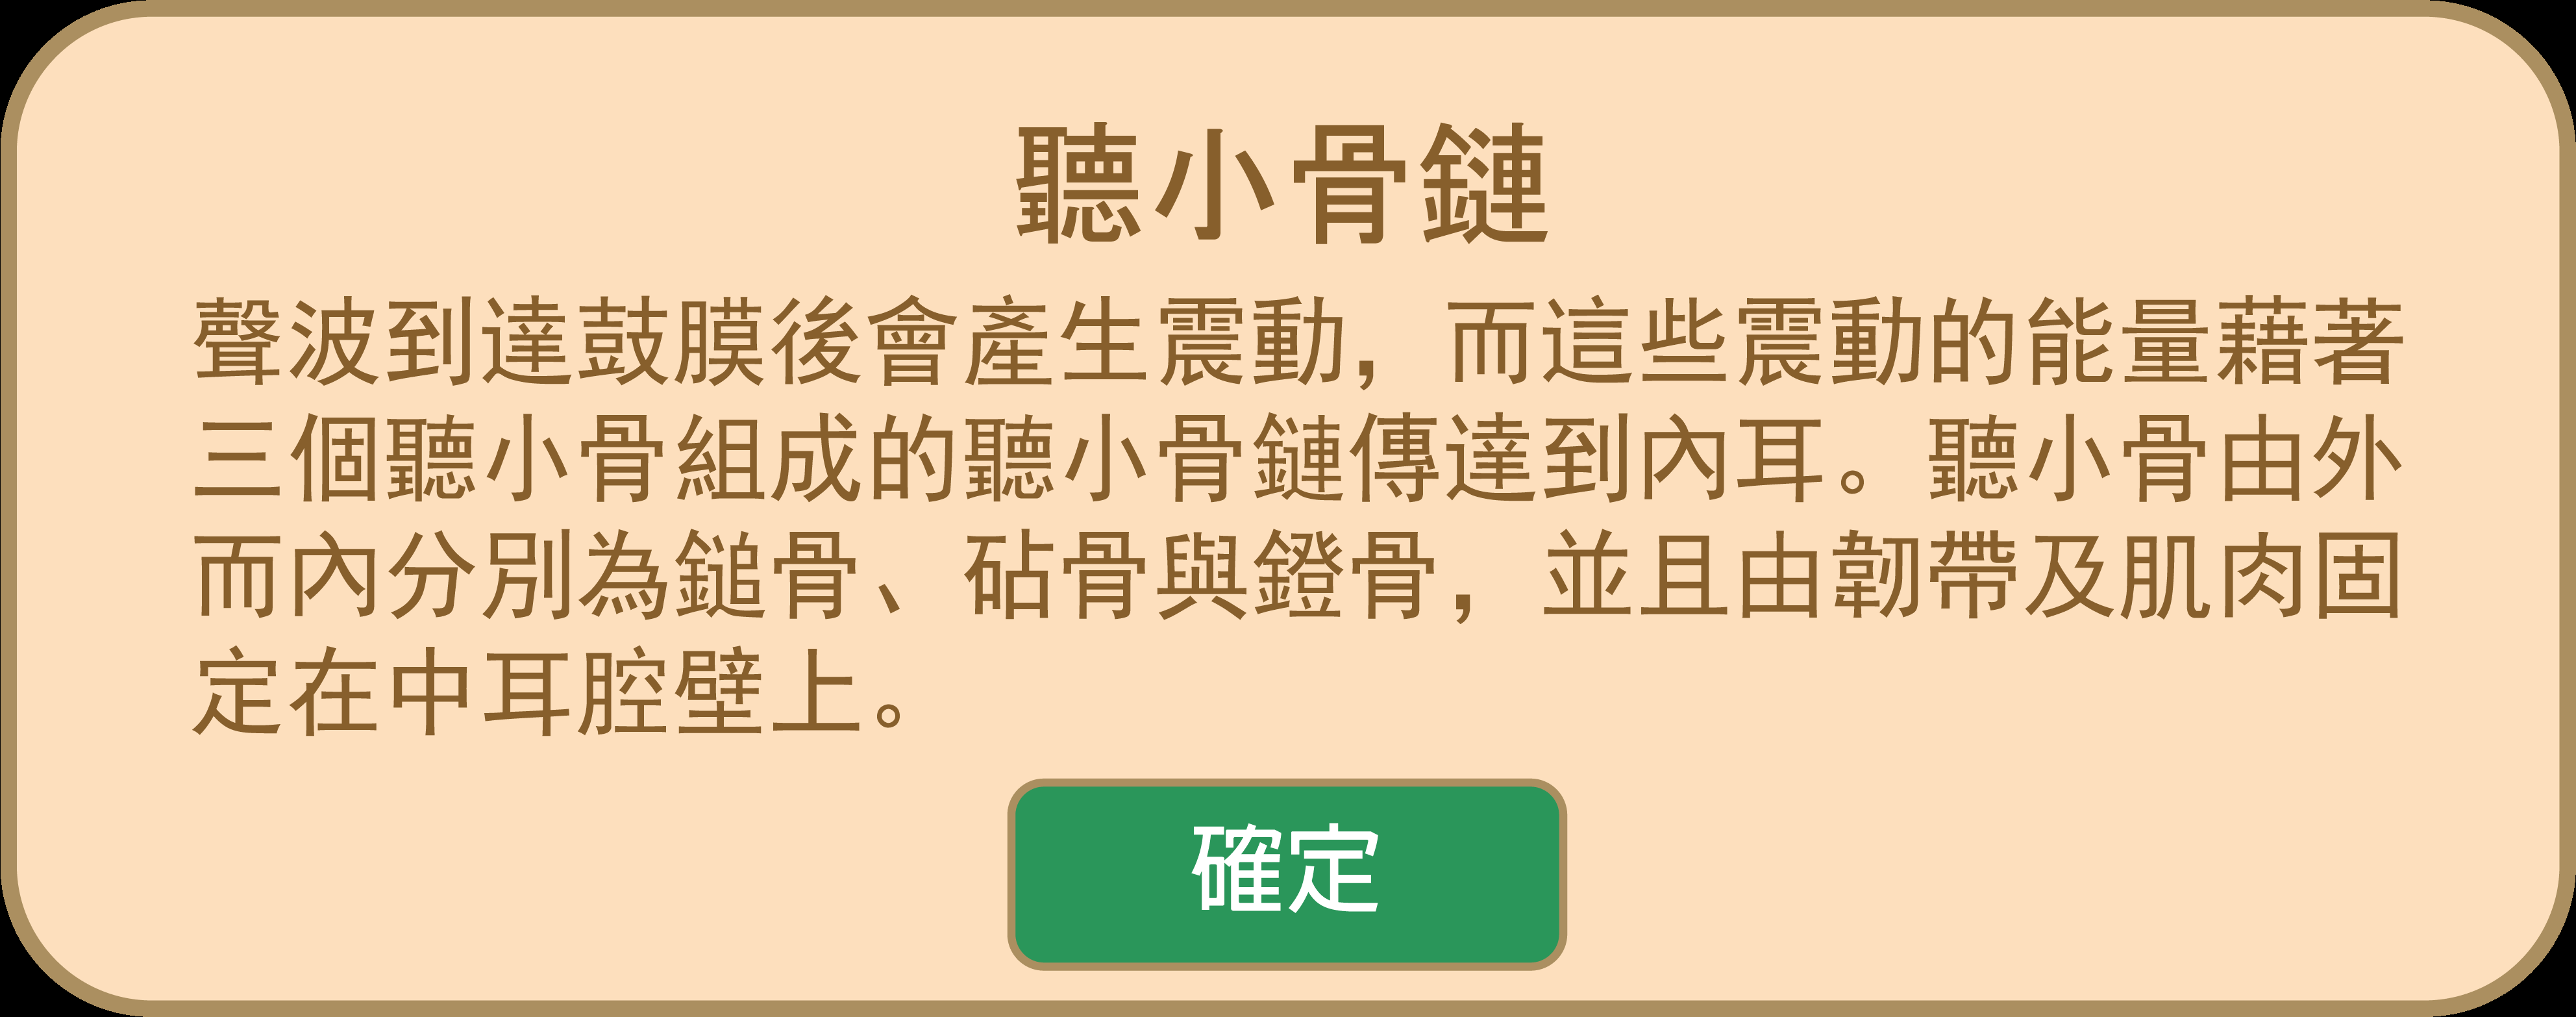 聽小骨鏈
聲波到達鼓膜後會產生震動，而這些震動的能量藉著
三個聽小骨組成的聽小骨鏈傳達到內耳。聽小骨由外
而內分別為鎚骨、砧骨與鐙骨，並且由韌帶及肌肉固
定在中耳腔壁上。
確定